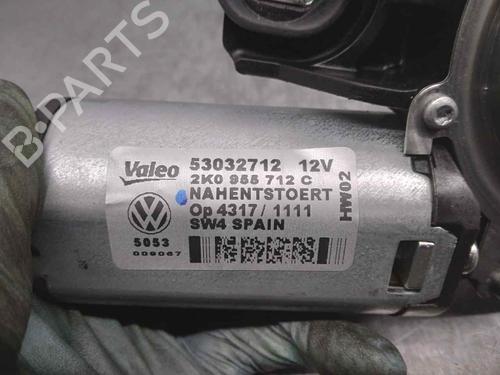 B-PARTS
Valeo 53032712 12V
2K0 955 712 C
NAHENTSTOERT
Op 4317 / 1111
SW4 SPAIN
HW02
5053
009067